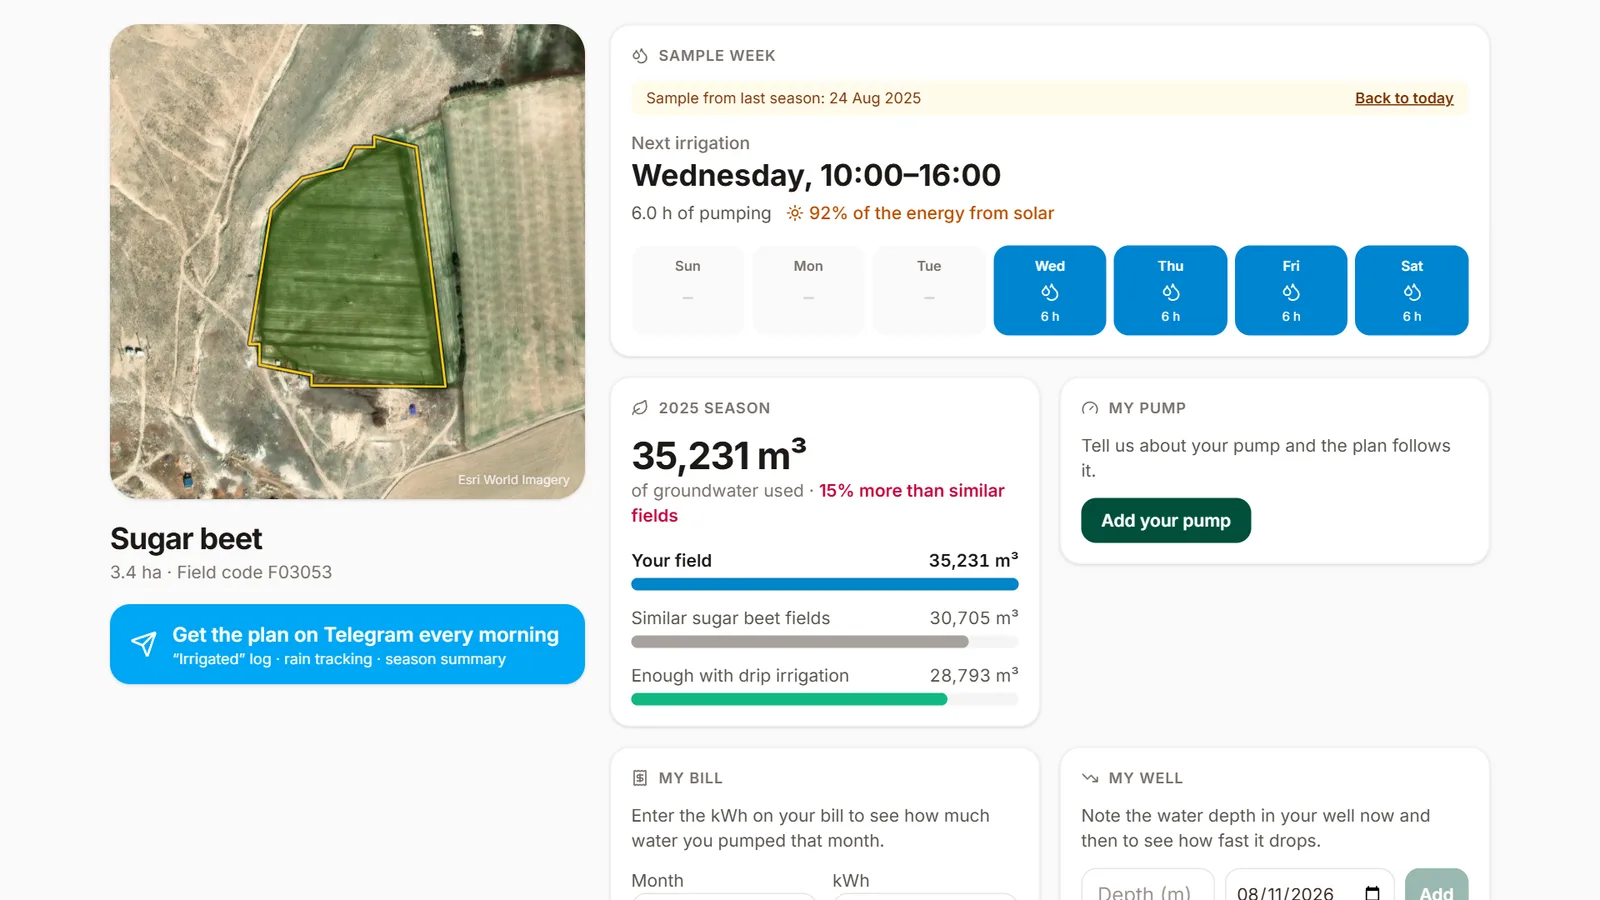 Esri World Imagery
Sugar beet
3.4 ha · Field code F03053
Get the plan on Telegram every morning
“Irrigated” log · rain tracking · season summary
SAMPLE WEEK
Sample from last season: 24 Aug 2025 Back to today
Next irrigation
Wednesday, 10:00–16:00
6.0 h of pumping 92% of the energy from solar
Sun Mon Tue Wed Thu Fri Sat
– – –
6 h 6 h 6 h 6 h
2025 SEASON
35,231 m³
of groundwater used · 15% more than similar
fields
Your field 35,231 m³
Similar sugar beet fields 30,705 m³
Enough with drip irrigation 28,793 m³
MY PUMP
Tell us about your pump and the plan follows
it.
Add your pump
MY BILL
Enter the kWh on your bill to see how much
water you pumped that month.
Month kWh
MY WELL
Note the water depth in your well now and
then to see how fast it drops.
Depth (m) 08/11/2026 Add